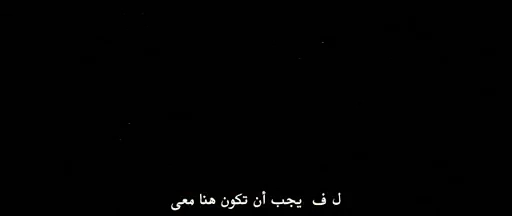 ل ف  يجب أن تكون هنا معى